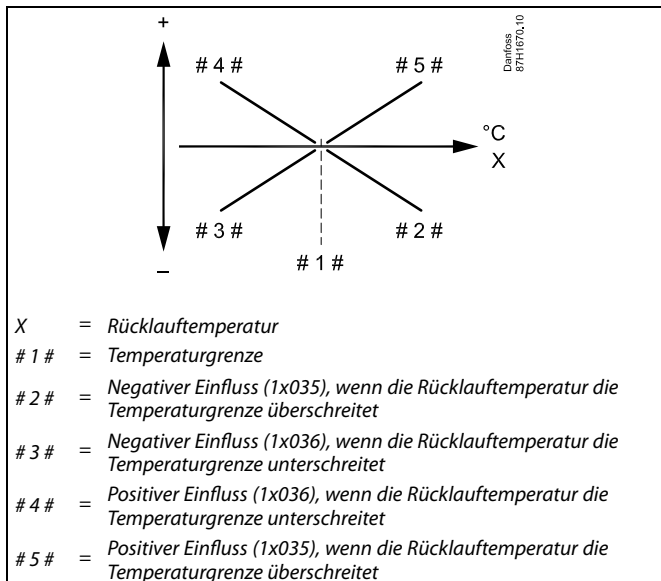 +
# 4 #
# 5 #
Danfoss
87H1670.10
°C
X
# 3 #
# 2 #
–
# 1 #
X = Rücklauftemperatur
# 1 # = Temperaturgrenze
# 2 # = Negativer Einfluss (1x035), wenn die Rücklauftemperatur die
Temperaturgrenze überschreitet
# 3 # = Negativer Einfluss (1x036), wenn die Rücklauftemperatur die
Temperaturgrenze unterschreitet
# 4 # = Positiver Einfluss (1x036), wenn die Rücklauftemperatur die
Temperaturgrenze unterschreitet
# 5 # = Positiver Einfluss (1x035), wenn die Rücklauftemperatur die
Temperaturgrenze überschreitet